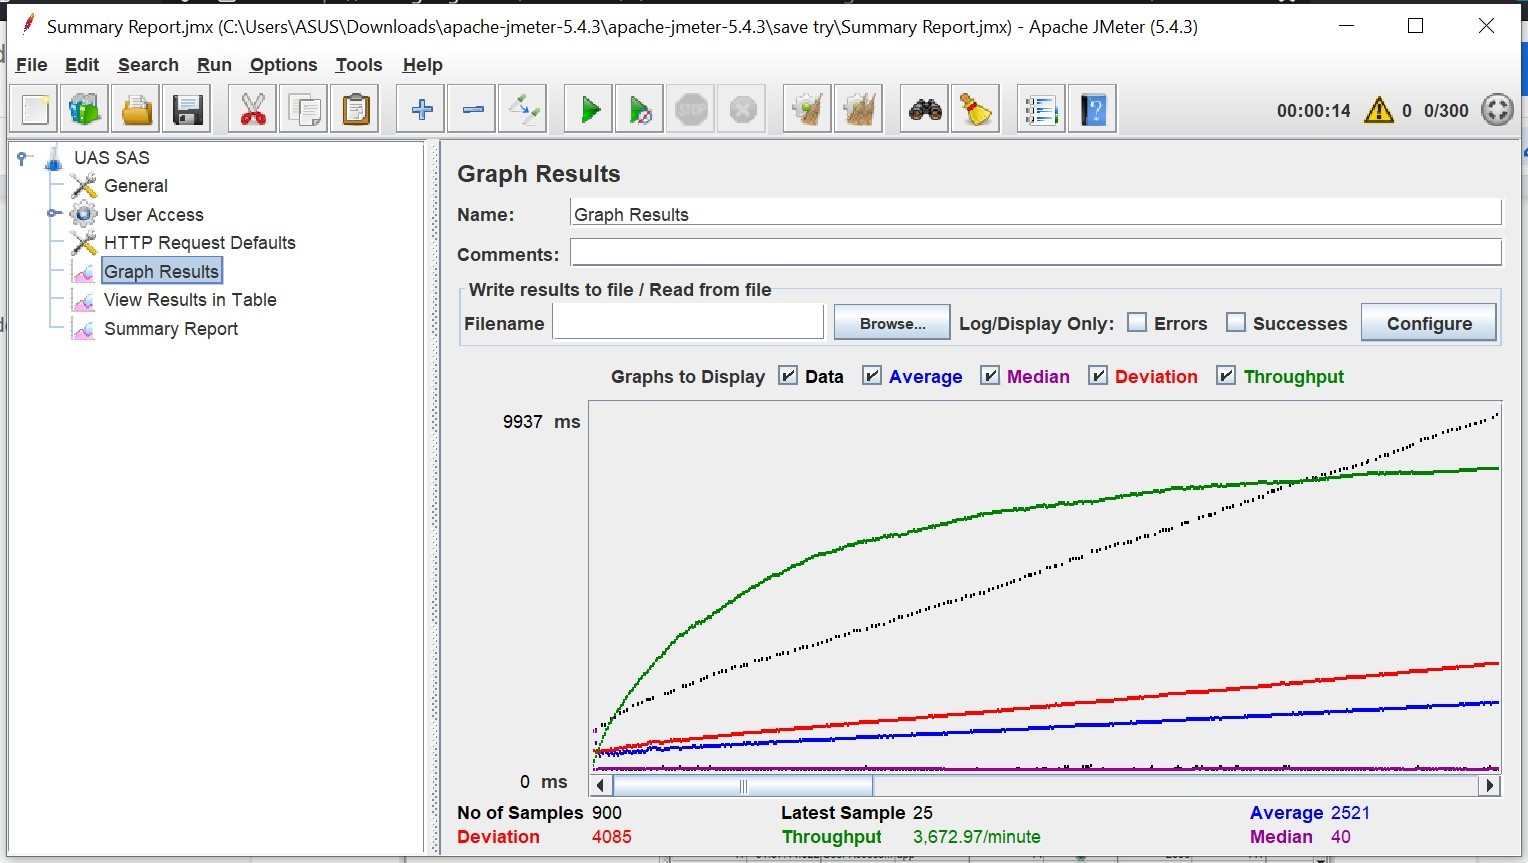 Summary Report.jmx (C:\Users\ASUS\Downloads\apache-jmeter-5.4.3\apache-jmeter-5.4.3\save try\Summary Report.jmx) - Apache JMeter (5.4.3)
File Edit Search Run Options Tools Help
STOP
00:00:14 0 0/300
UAS SAS
General
User Access
HTTP Request Defaults
Graph Results
View Results in Table
Summary Report
Graph Results
Name: Graph Results
Comments:
Write results to file / Read from file
Filename Browse... Log/Display Only: Errors Successes Configure
Graphs to Display Data Average Median Deviation Throughput
9937 ms
0 ms
No of Samples 900 Latest Sample 25 Average 2521
Deviation 4085 Throughput 3,672.97/minute Median 40